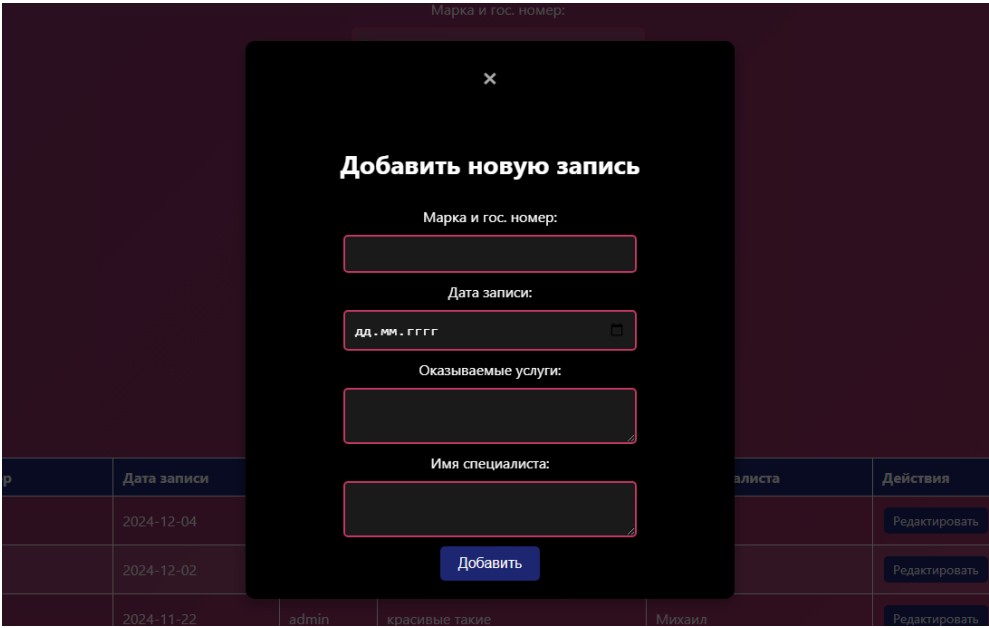 Марка и гос. номер:
×
Добавить новую запись
Марка и гос. номер:
Дата записи:
дд.мм.гггг
Оказываемые услуги:
Имя специалиста:
Добавить
р Дата записи алиста Действия
2024-12-04 Редактировать
2024-12-02 Редактировать
2024-11-22 admin красивые такие Михаил Редактировать